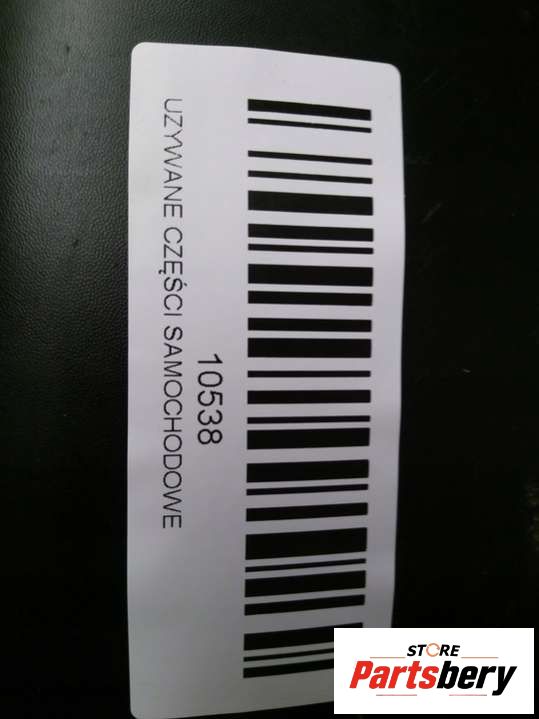 10538
UZYWANE CZĘŚCI SAMOCHODOWE
STORE
Partsbery